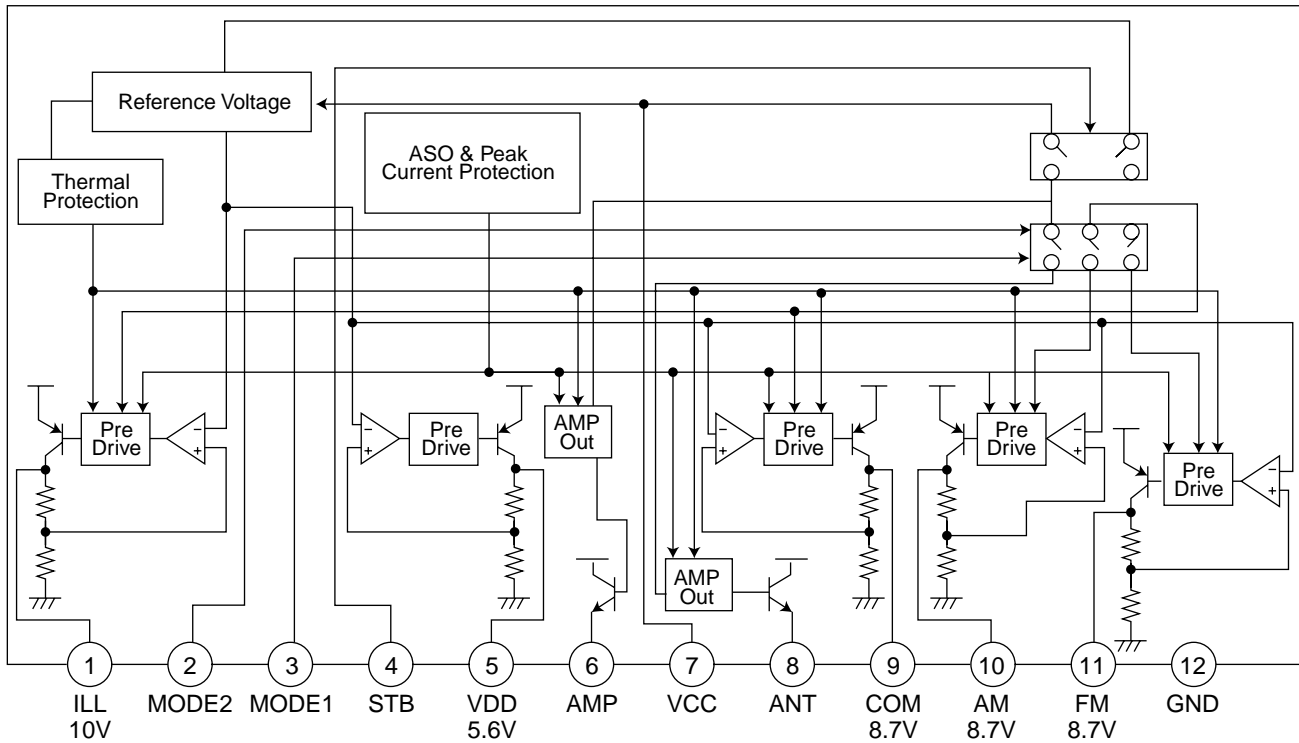 Reference Voltage
ASO & Peak
Current Protection
Thermal
Protection
Pre
Drive
−
+
−
+
Pre
Drive
AMP
Out
−
+
Pre
Drive
Pre
Drive
−
+
Pre
Drive
−
+
AMP
Out
1 2 3 4 5 6 7 8 9 10 11 12
ILL MODE2 MODE1 STB VDD AMP VCC ANT COM AM FM GND
10V 5.6V 8.7V 8.7V 8.7V